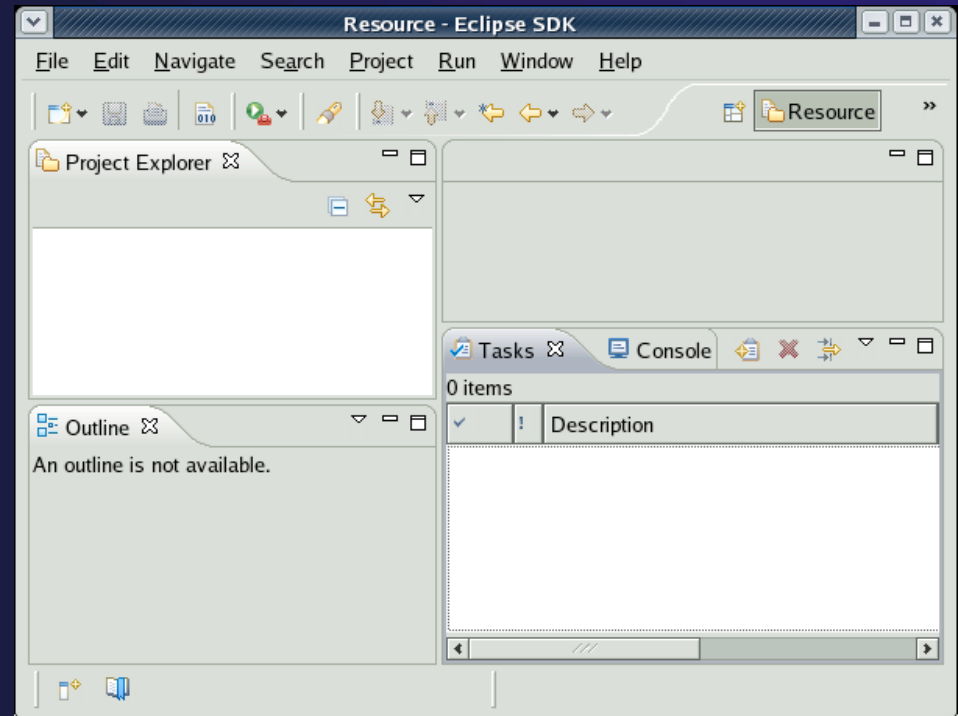 Resource - Eclipse SDK
File Edit Navigate Search Project Run Window Help
010
Resource »
Project Explorer
Tasks Console
0 items
! Description
Outline
An outline is not available.